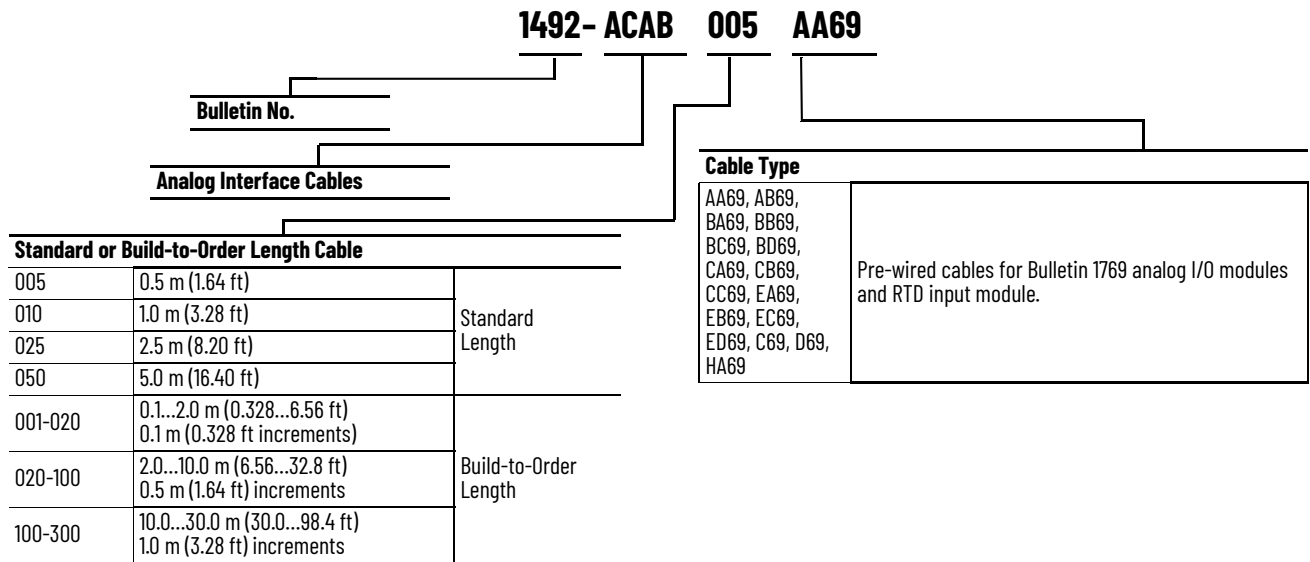 1492- ACAB 005 AA69
Bulletin No.
Analog Interface Cables
Standard or Build-to-Order Length Cable
005 0.5 m (1.64 ft)
010 1.0 m (3.28 ft)
025 2.5 m (8.20 ft)
050 5.0 m (16.40 ft)
Standard
Length
001-020 0.1...2.0 m (0.328...6.56 ft)
0.1 m (0.328 ft increments)
020-100 2.0...10.0 m (6.56...32.8 ft)
0.5 m (1.64 ft) increments
100-300 10.0...30.0 m (30.0...98.4 ft)
1.0 m (3.28 ft) increments
Build-to-Order
Length
Cable Type
AA69, AB69,
BA69, BB69,
BC69, BD69,
CA69, CB69,
CC69, EA69,
EB69, EC69,
ED69, C69, D69,
HA69
Pre-wired cables for Bulletin 1769 analog I/O modules
and RTD input module.